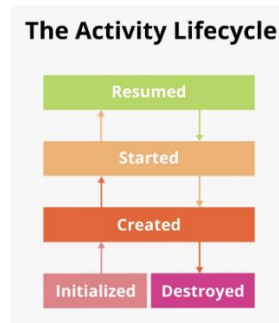 The Activity Lifecycle
Resumed
Started
Created
Initialized Destroyed